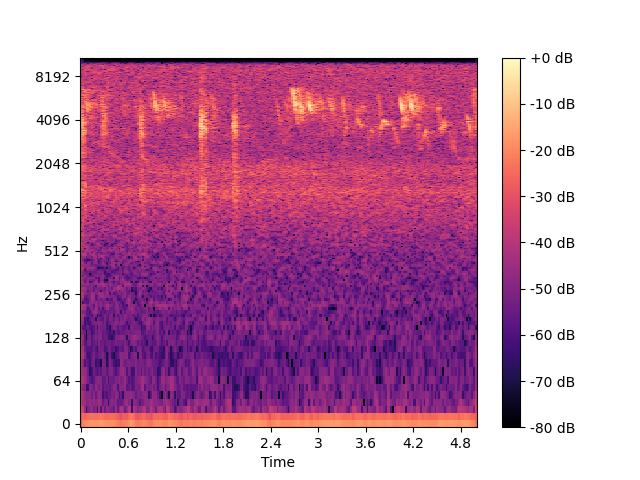 8192
4096
2048
1024
512
256
128
64
0
Hz
0 0.6 1.2 1.8 2.4 3 3.6 4.2 4.8
Time
+0 dB
-10 dB
-20 dB
-30 dB
-40 dB
-50 dB
-60 dB
-70 dB
-80 dB